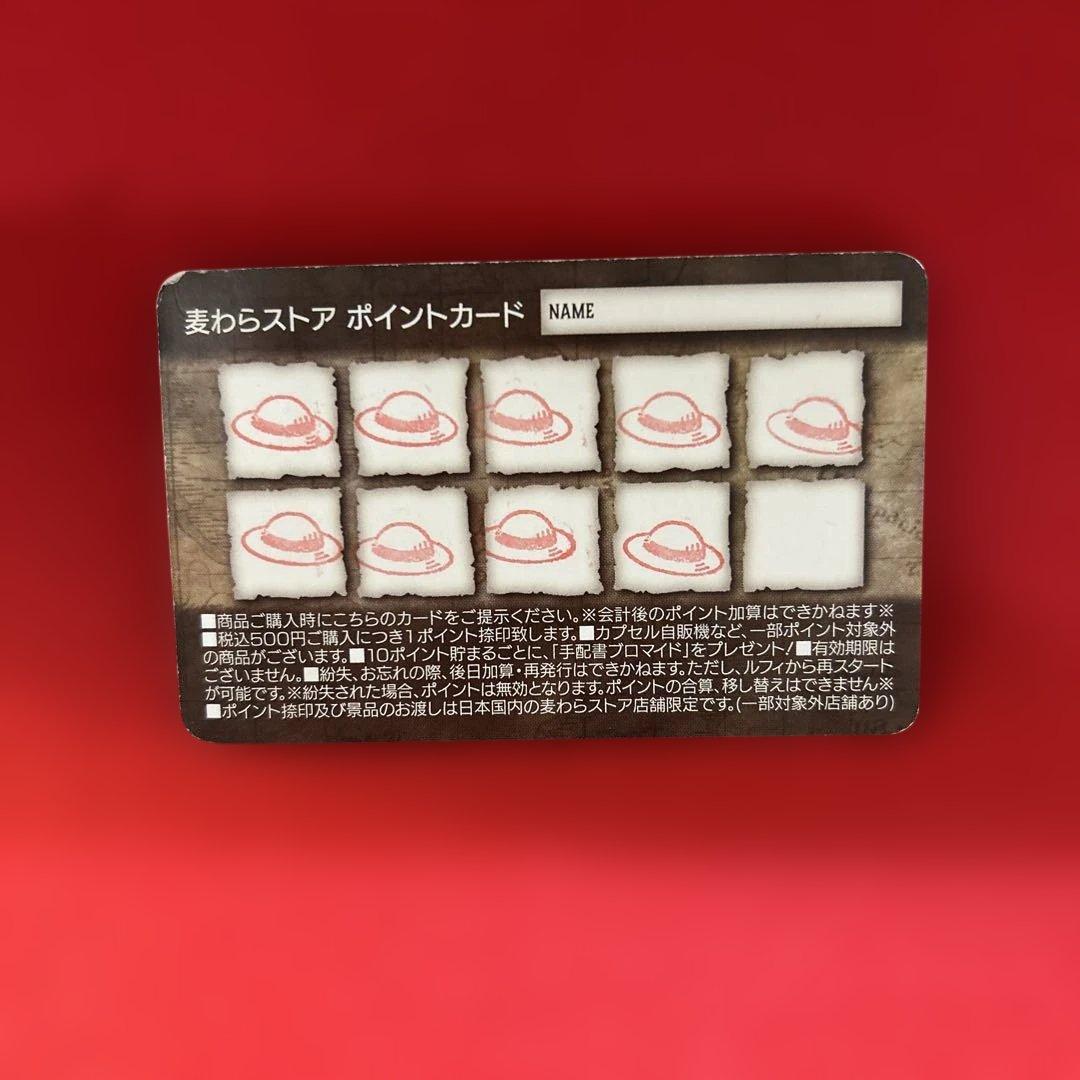 麦わらストア ポイントカード
NAME
■商品ご購入時にこちらのカードをご提示ください。※会計後のポイント加算はできかねます※
■税込500円ご購入につき1ポイント捺印致します。■カプセル自販機など、一部ポイント対象外
の商品がございます。■10ポイント貯まるごとに、「手配書ブロマイド」をプレゼント!■有効期限は
ございません。■紛失、お忘れの際、後日加算・再発行はできかねます。ただし、ルフィから再スタート
が可能です。※紛失された場合、ポイントは無効となります。ポイントの合算、移し替えはできません※
■ポイント捺印及び景品のお渡しは日本国内の麦わらストア店舗限定です。(一部対象外店舗あり)